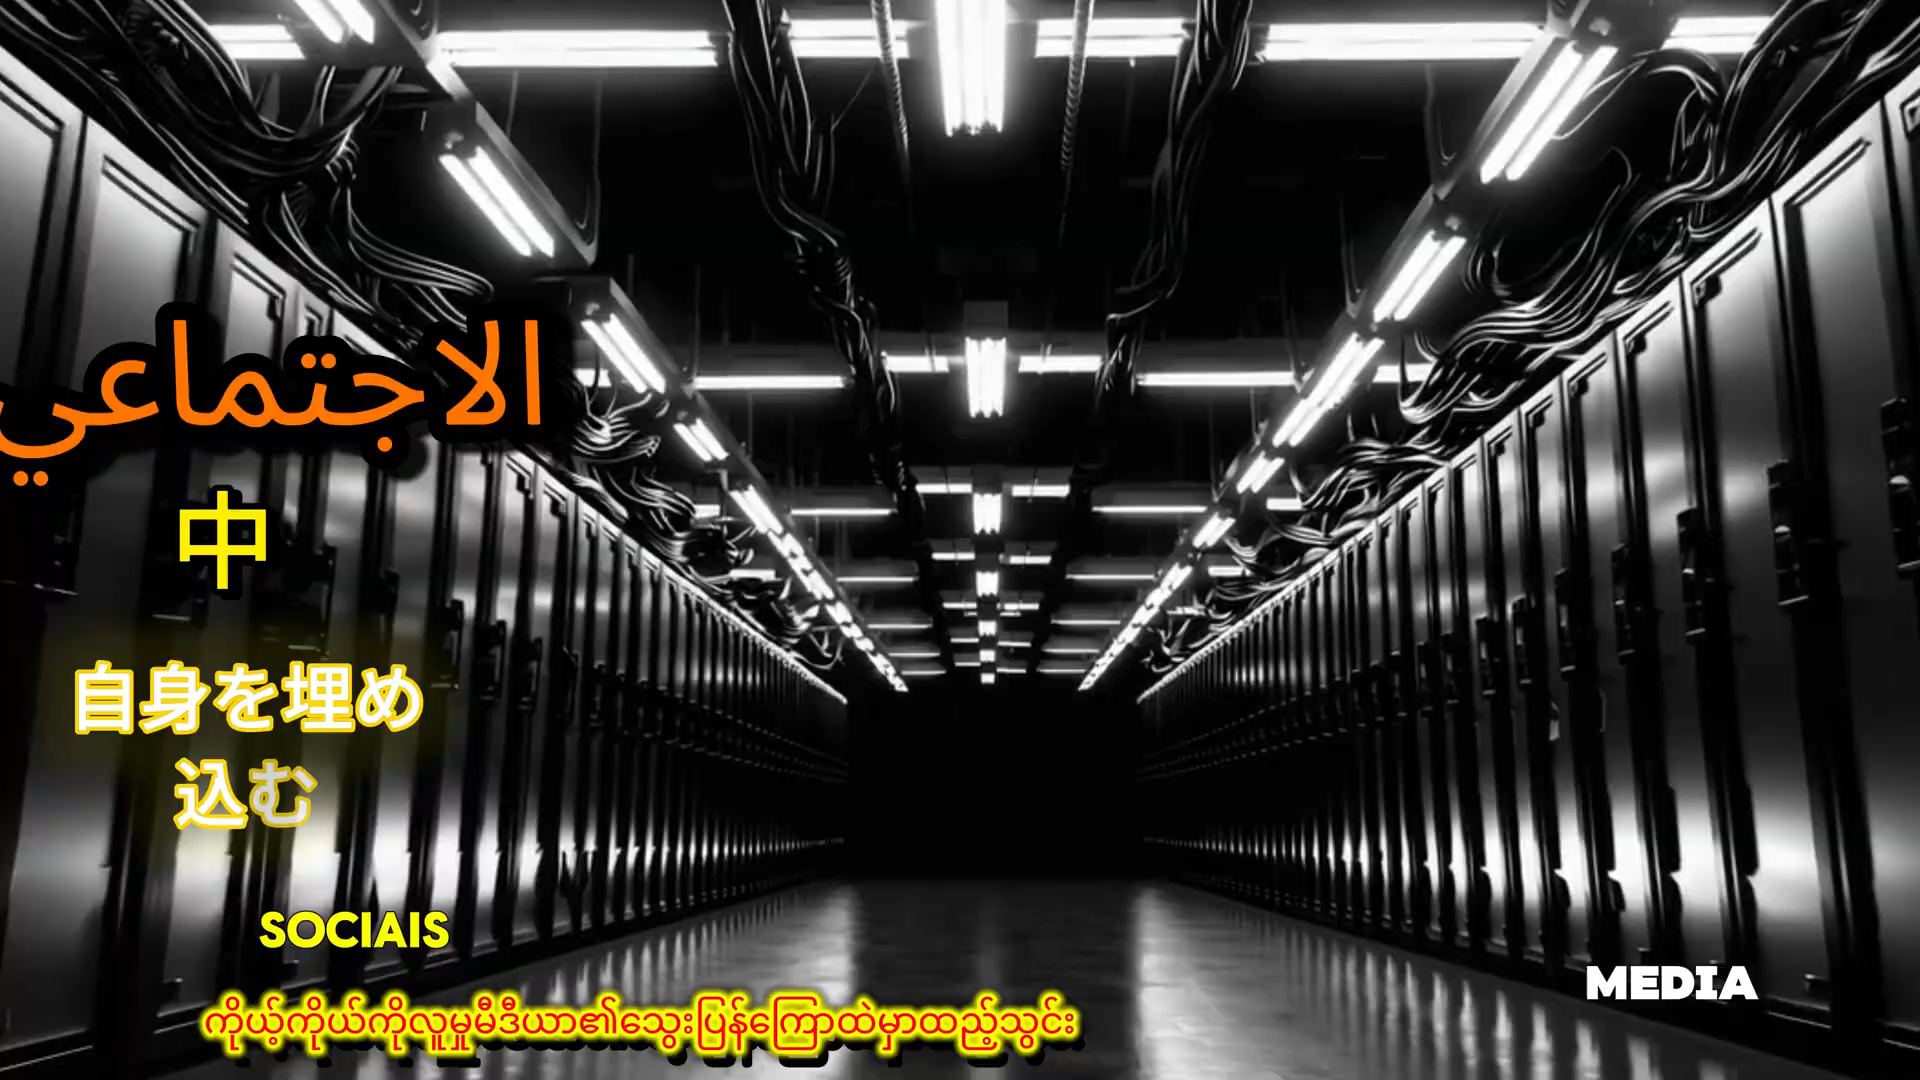 الاجتماعي
中
自身を埋め
込む
SOCIAIS
MEDIA
ကိုယ့်ကိုယ်ကိုလူမှုမီဒီယာ၏သွေးပြန်ကြောထဲမှာထည့်သွင်း